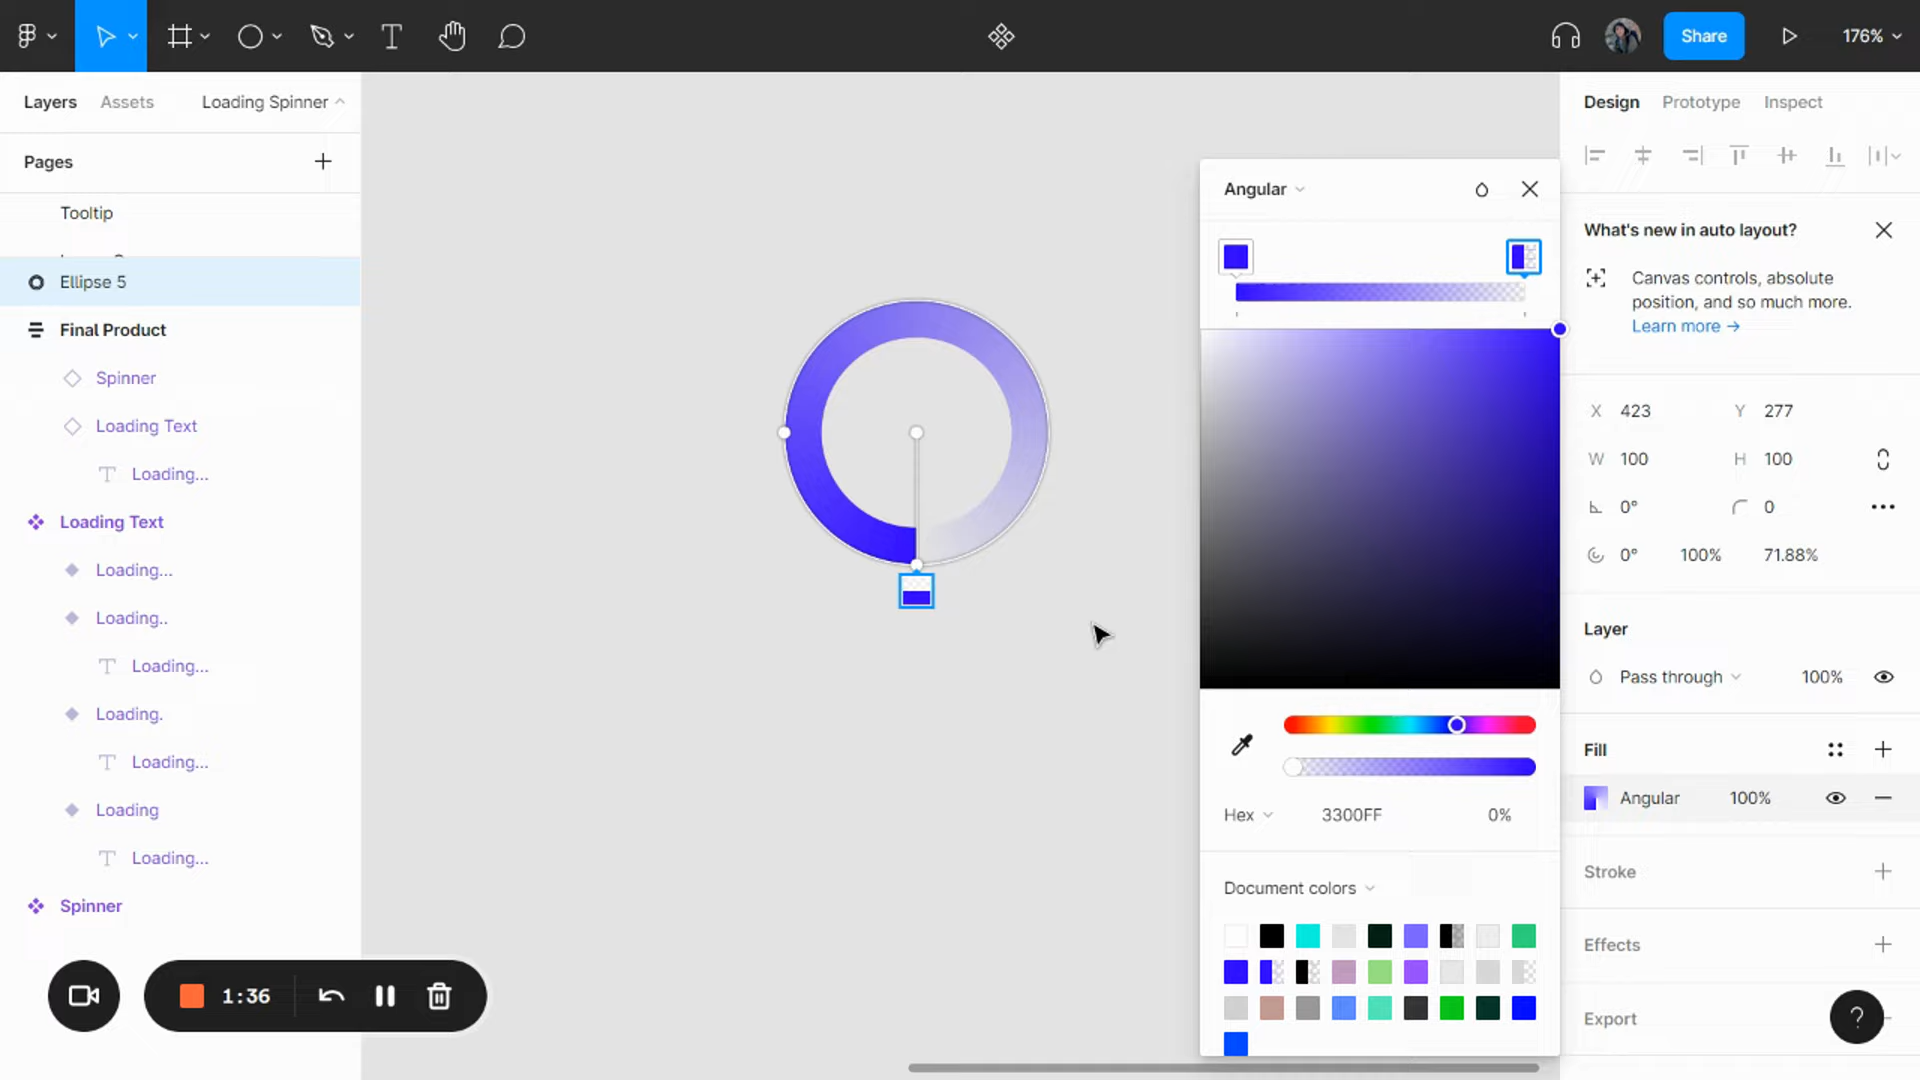 Share
176%
Layers
Assets
Loading Spinner
Pages
Tooltip
Ellipse 5
Final Product
Spinner
Loading Text
Loading...
Loading Text
Loading...
Loading..
Loading...
Loading.
Loading...
Loading
Loading...
Spinner
1:36
Angular
Hex
3300FF
0%
Document colors
Design
Prototype
Inspect
What's new in auto layout?
Canvas controls, absolute
position, and so much more.
Learn more →
X 423
Y 277
W 100
H 100
0°
0
0°
100%
71.88%
Layer
Pass through
100%
Fill
Angular
100%
Stroke
Effects
Export
?